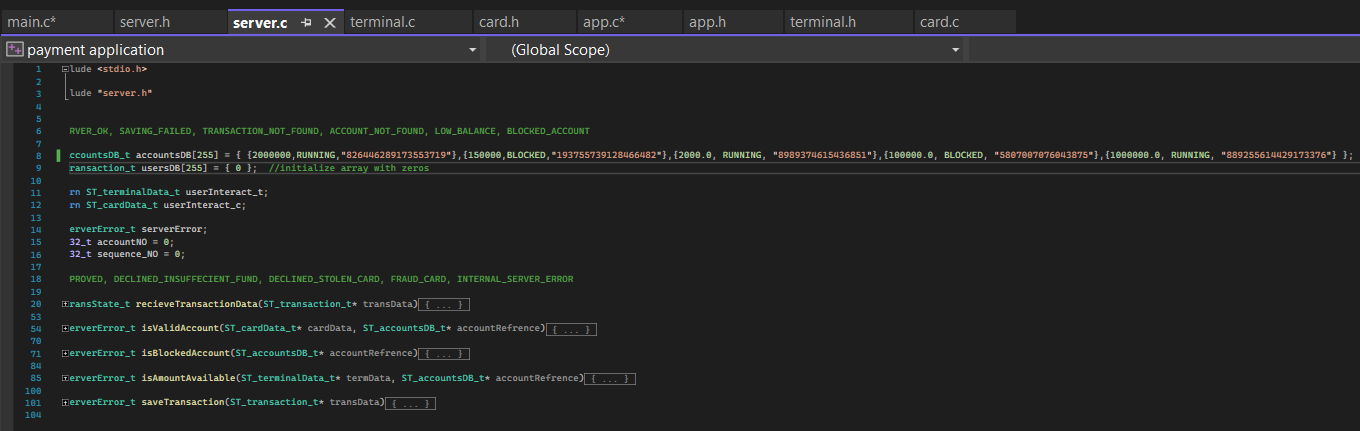 main.c* server.h server.c terminal.c card.h app.c* app.h terminal.h card.c
payment application (Global Scope)
1 lude <stdio.h>
2
3 lude "server.h"
4
5
6 RVER_OK, SAVING_FAILED, TRANSACTION_NOT_FOUND, ACCOUNT_NOT_FOUND, LOW_BALANCE, BLOCKED_ACCOUNT
7
8 ccountsDB_t accountsDB[255] = { {2000000,RUNNING,"826446289173553719"},{150000,BLOCKED,"193755739128466482"},{2000.0, RUNNING, "8989374615436851"},{100000.0, BLOCKED, "5807007076043875"},{1000000.0, RUNNING, "889255614429173376"} };
9 ransaction_t usersDB[255] = { 0 }; //initialize array with zeros
10
11 rn ST_terminalData_t userInteract_t;
12 rn ST_cardData_t userInteract_c;
13
14 erverError_t serverError;
15 32_t accountNO = 0;
16 32_t sequence_NO = 0;
17
18 PROVED, DECLINED_INSUFFECIENT_FUND, DECLINED_STOLEN_CARD, FRAUD_CARD, INTERNAL_SERVER_ERROR
19
20 ransState_t recieveTransactionData(ST_transaction_t* transData){ ... }
53
54 erverError_t isValidAccount(ST_cardData_t* cardData, ST_accountsDB_t* accountRefrence){ ... }
70
71 erverError_t isBlockedAccount(ST_accountsDB_t* accountRefrence){ ... }
84
85 erverError_t isAmountAvailable(ST_terminalData_t* termData, ST_accountsDB_t* accountRefrence){ ... }
100
101 erverError_t saveTransaction(ST_transaction_t* transData){ ... }
104